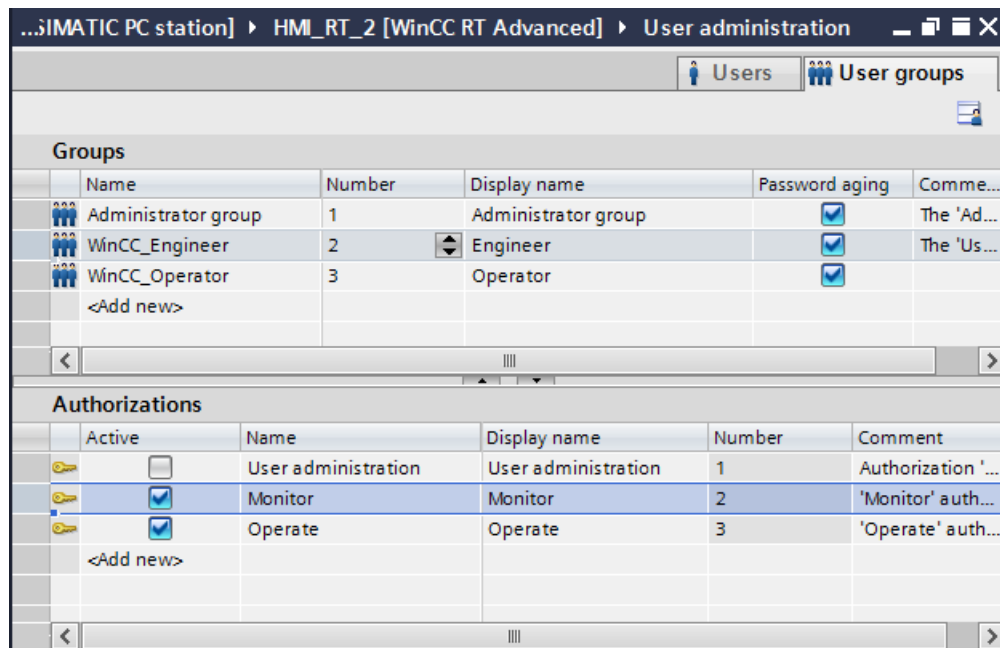 ...SIMATIC PC station] ▸ HMI_RT_2 [WinCC RT Advanced] ▸ User administration
Users User groups
Groups
Name Number Display name Password aging Comme...
Administrator group 1 Administrator group The 'Ad...
WinCC_Engineer 2 Engineer The 'Us...
WinCC_Operator 3 Operator
<Add new>
Authorizations
Active Name Display name Number Comment
User administration User administration 1 Authorization '...
Monitor Monitor 2 'Monitor' auth...
Operate Operate 3 'Operate' auth...
<Add new>